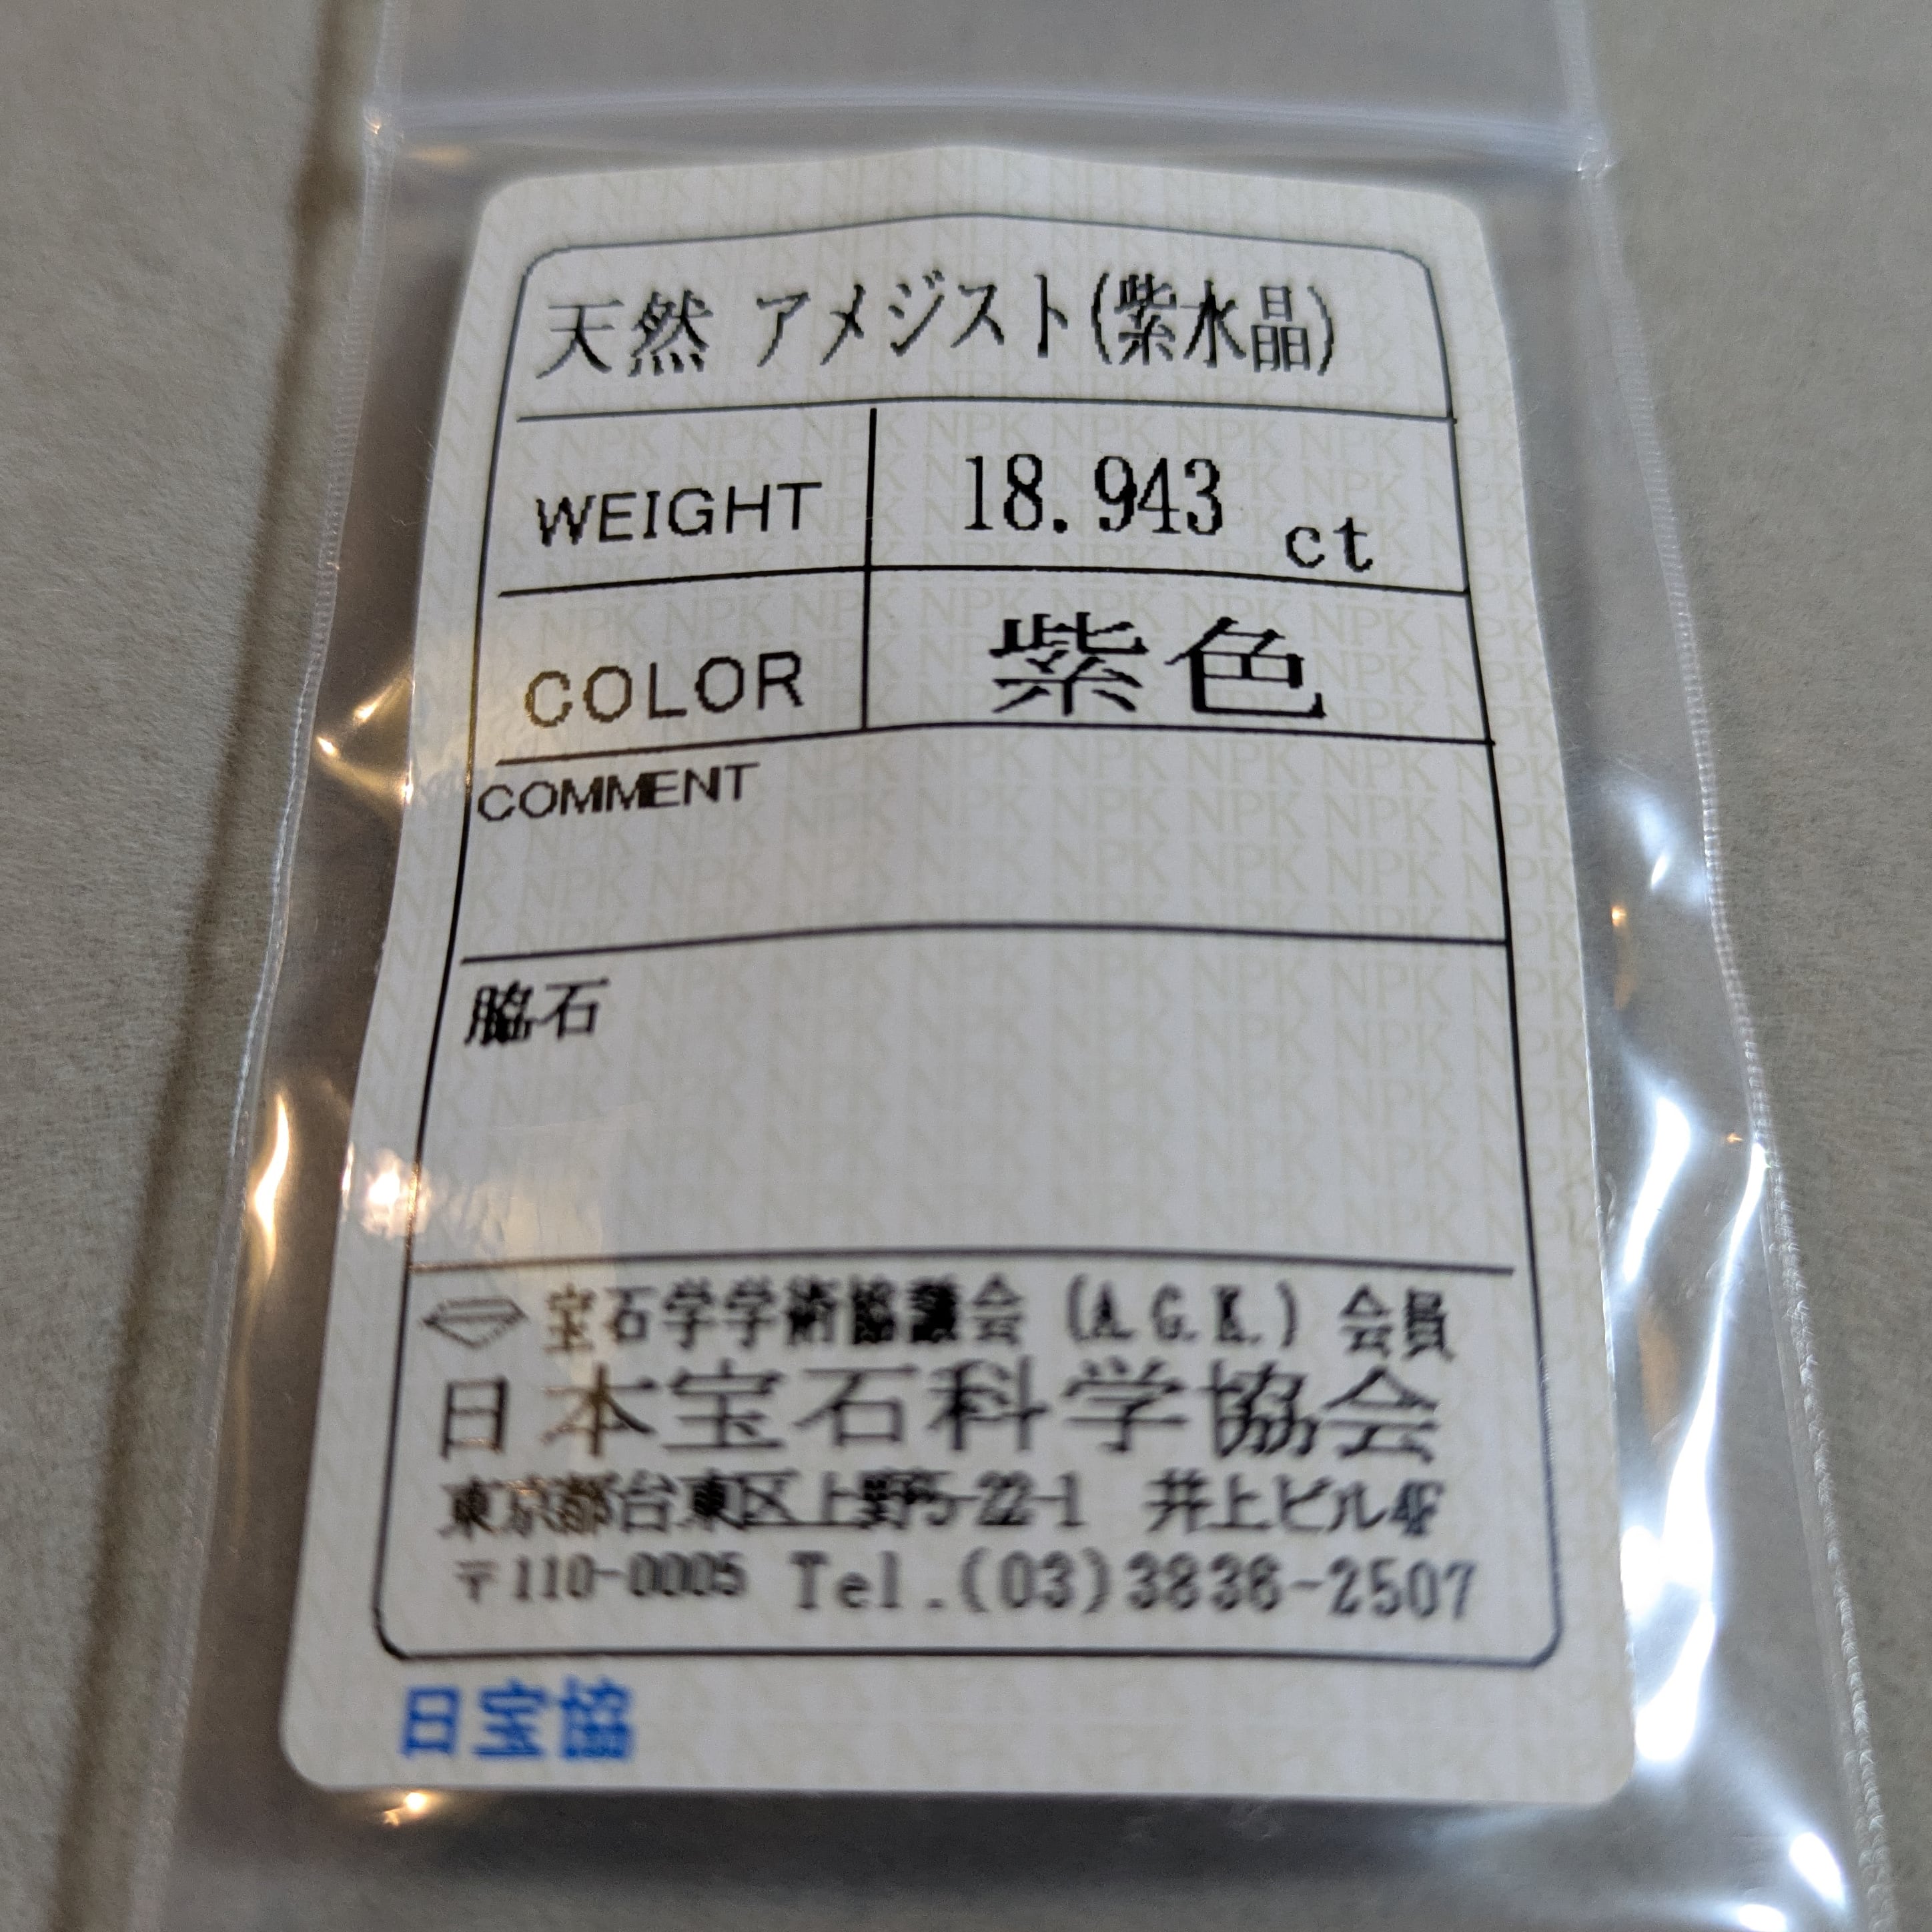 天然 アメジスト(紫水晶)
WEIGHT 18.943 ct
COLOR 紫色
COMMENT
脇石
宝石学学術協議会 (A.G.K.) 会員
日本宝石科学協会
東京都台東区上野5-22-1 井上ビル4F
〒110-0005 Tel.(03)3836-2507
日宝協